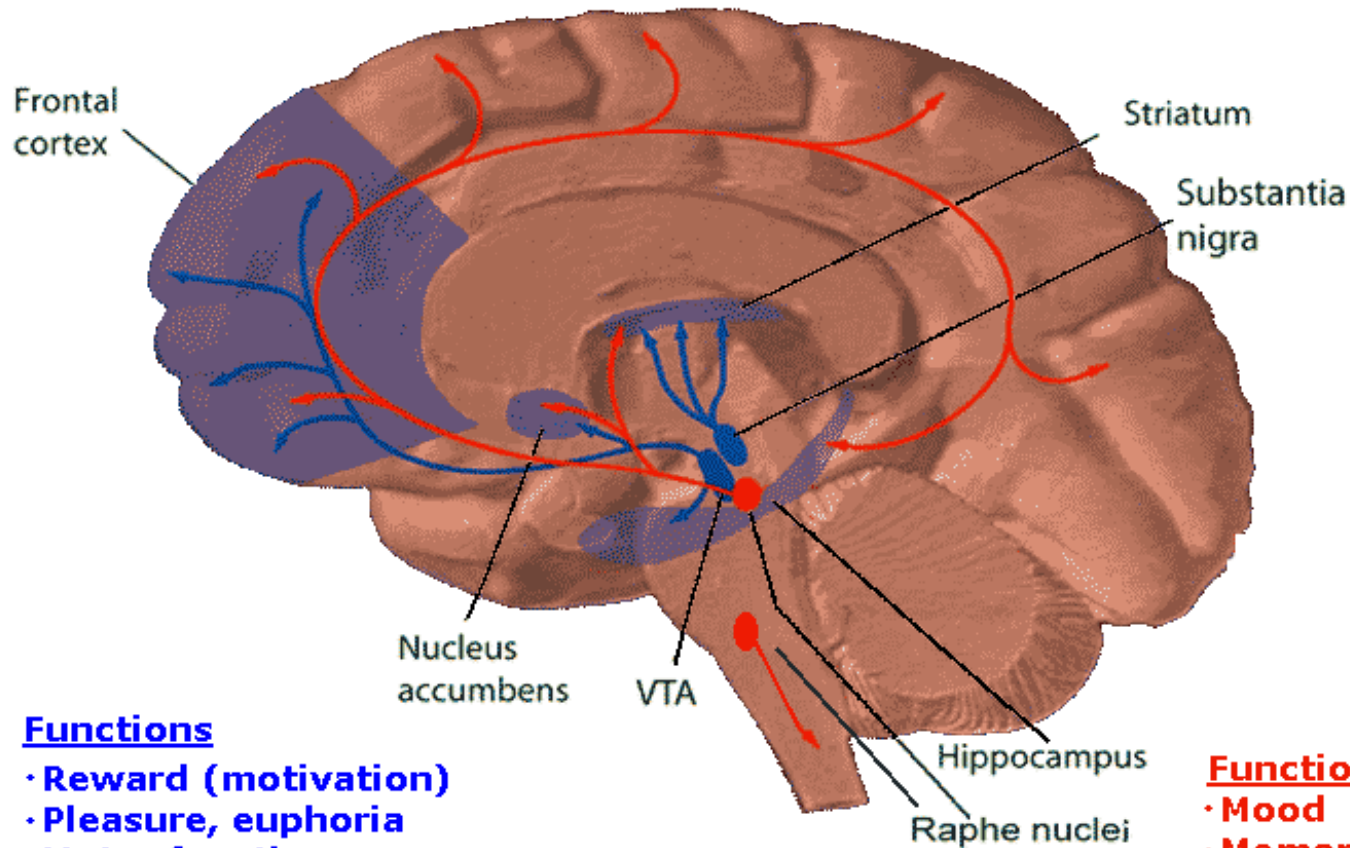 Frontal
cortex
Striatum
Substantia
nigra
Nucleus
accumbens
VTA
Hippocampus
Raphe nuclei
Functions
·Reward (motivation)
·Pleasure, euphoria
·Mood